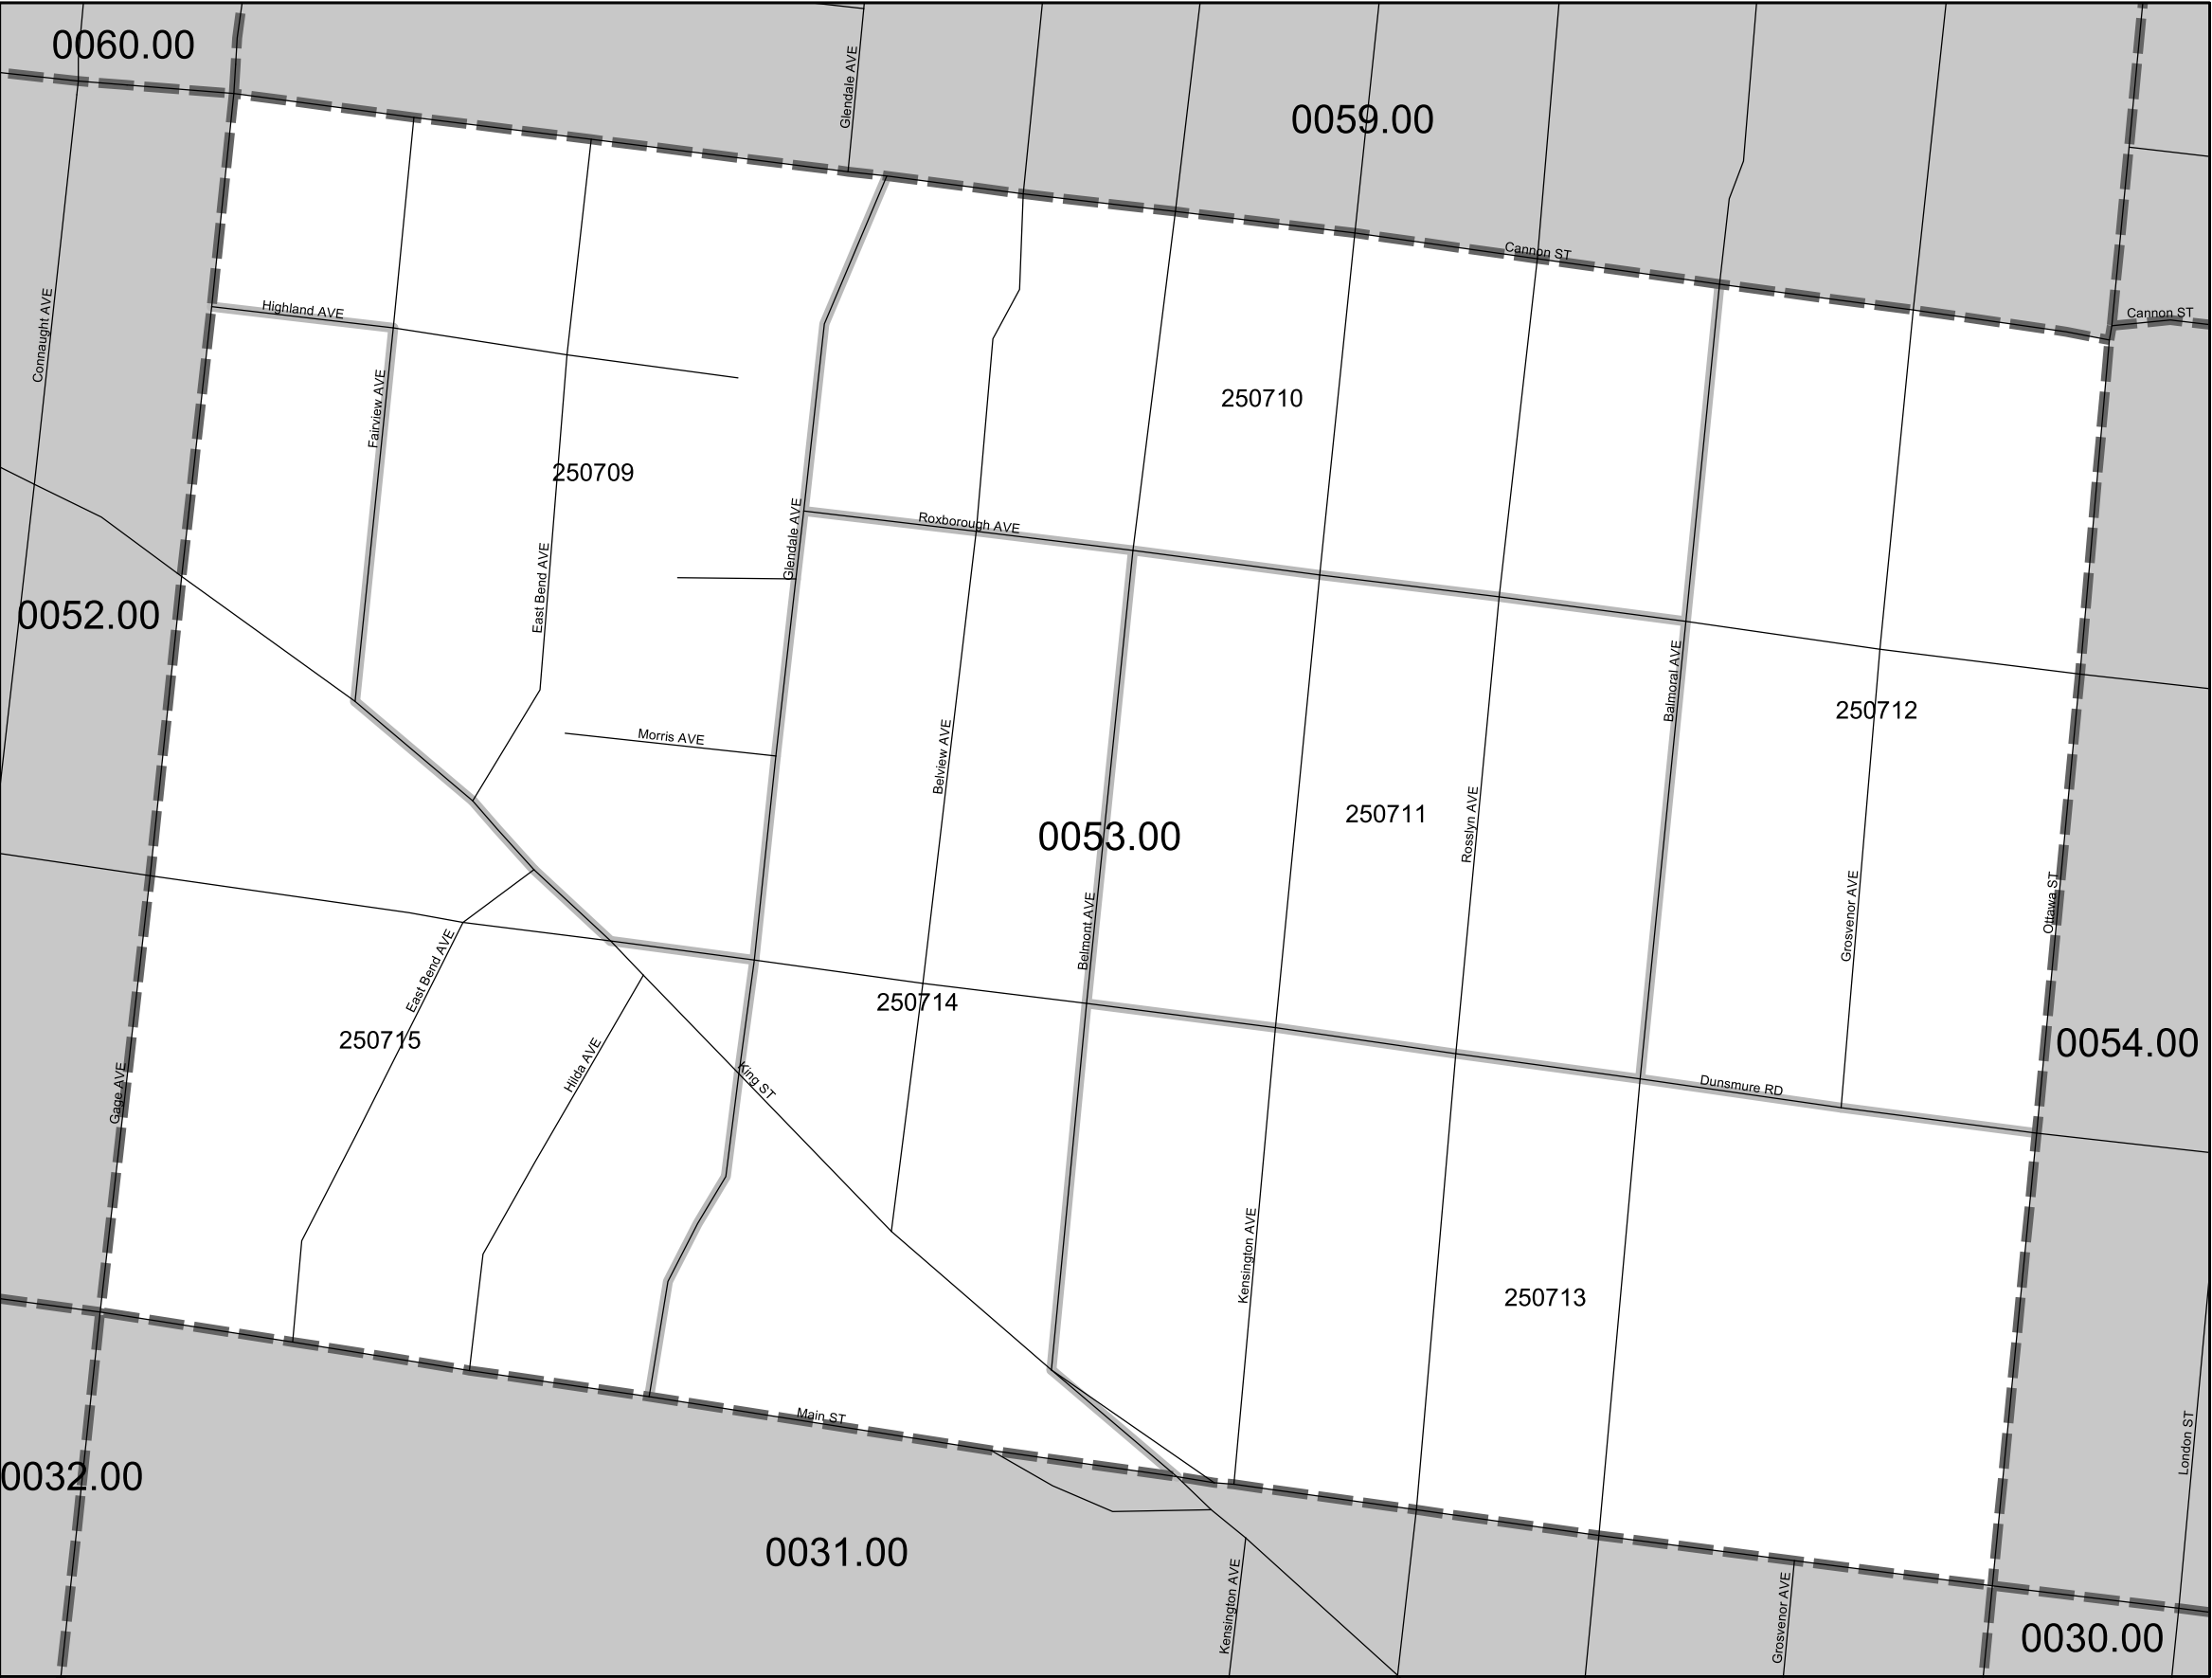 0060.00
Glendale AVE
0059.00
Cannon ST
Cannon ST
Highland AVE
Connaught AVE
Fairview AVE
250710
250709
Glendale AVE
Roxborough AVE
East Bend AVE
0052.00
Balmoral AVE
250712
Morris AVE
Belview AVE
250711
Rosslyn AVE
0053.00
Ottawa ST
Grosvenor AVE
Belmont AVE
East Bend AVE
250714
250715
0054.00
Hilda AVE
King ST
Dunsmure RD
Gage AVE
Kensington AVE
250713
Main ST
London ST
0032.00
0031.00
Kensington AVE
Grosvenor AVE
0030.00